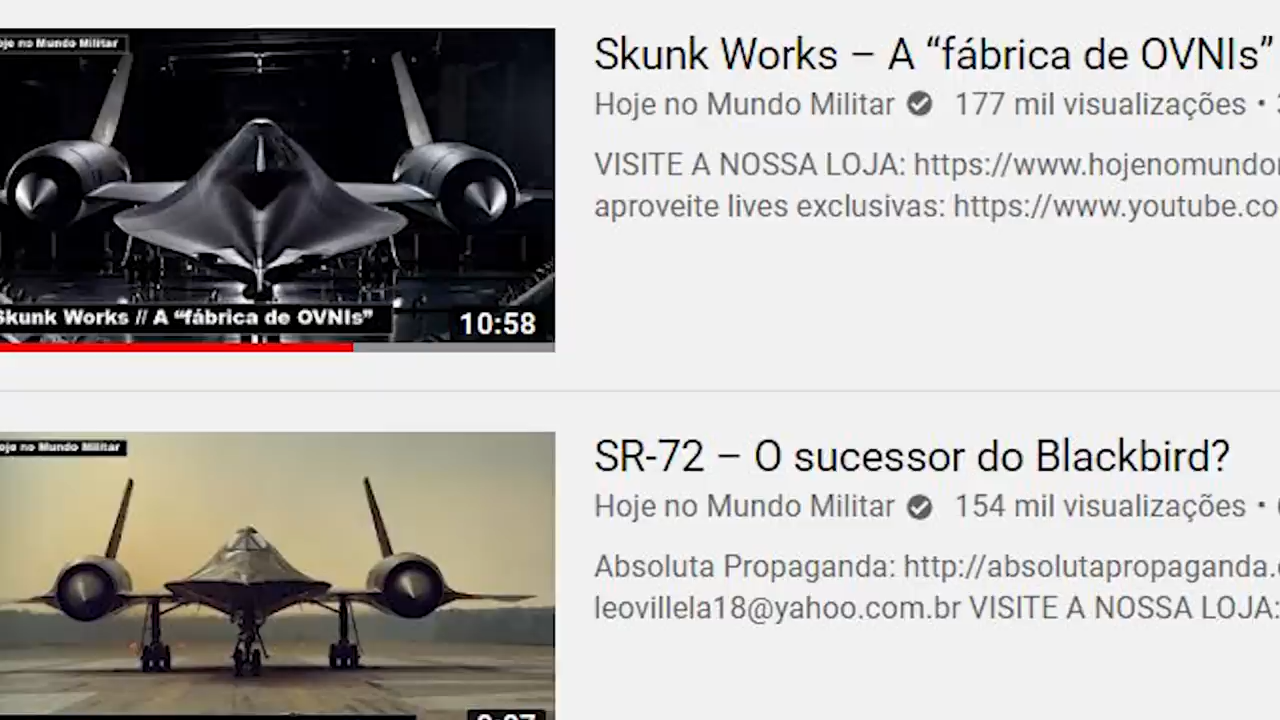 oje no Mundo Militar
Skunk Works // A “fábrica de OVNIs”
10:58
Skunk Works – A “fábrica de OVNIs”
Hoje no Mundo Militar 177 mil visualizações •
VISITE A NOSSA LOJA: https://www.hojenomundo
aproveite lives exclusivas: https://www.youtube.co
oje no Mundo Militar
SR-72 – O sucessor do Blackbird?
Hoje no Mundo Militar 154 mil visualizações •
Absoluta Propaganda: http://absolutapropaganda.
leovillela18@yahoo.com.br VISITE A NOSSA LOJA: